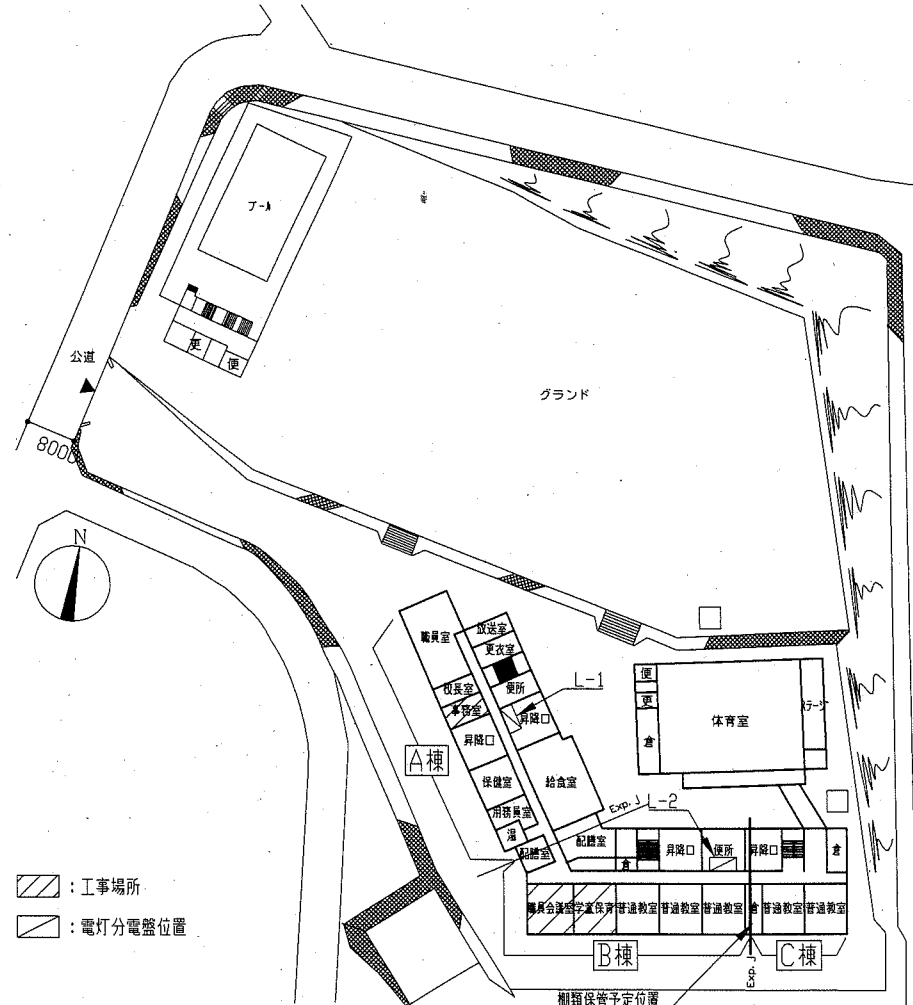 プール
更
便
公道
8000
グランド
N
職員室
放送室
更衣室
校長室
便所
L-1
事務室
昇降口
昇降口
A棟
保健室
給食室
用務員室
湯
配膳室
便
更
倉
体育室
ステージ
Exp. J
L-2
配膳室
倉
昇降口
便所
昇降口
倉
職員会議室
学童保育
普通教室
普通教室
普通教室
倉
普通教室
普通教室
B棟
C棟
Exp. J
棚類保管予定位置
：工事場所
：電灯分電盤位置